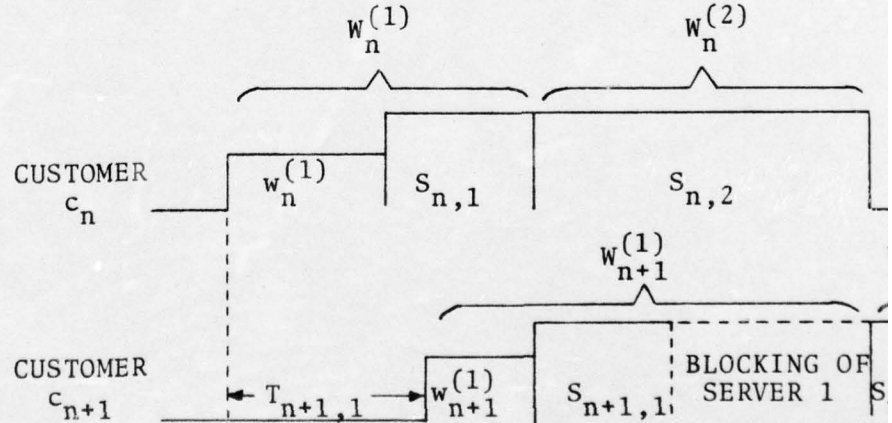 W_n^(1) W_n^(2)
CUSTOMER
c_n
w_n^(1) S_n,1 S_n,2
W_n+1^(1)
CUSTOMER
c_n+1
T_n+1,1 w_n+1^(1) S_n+1,1 BLOCKING OF
SERVER 1 S